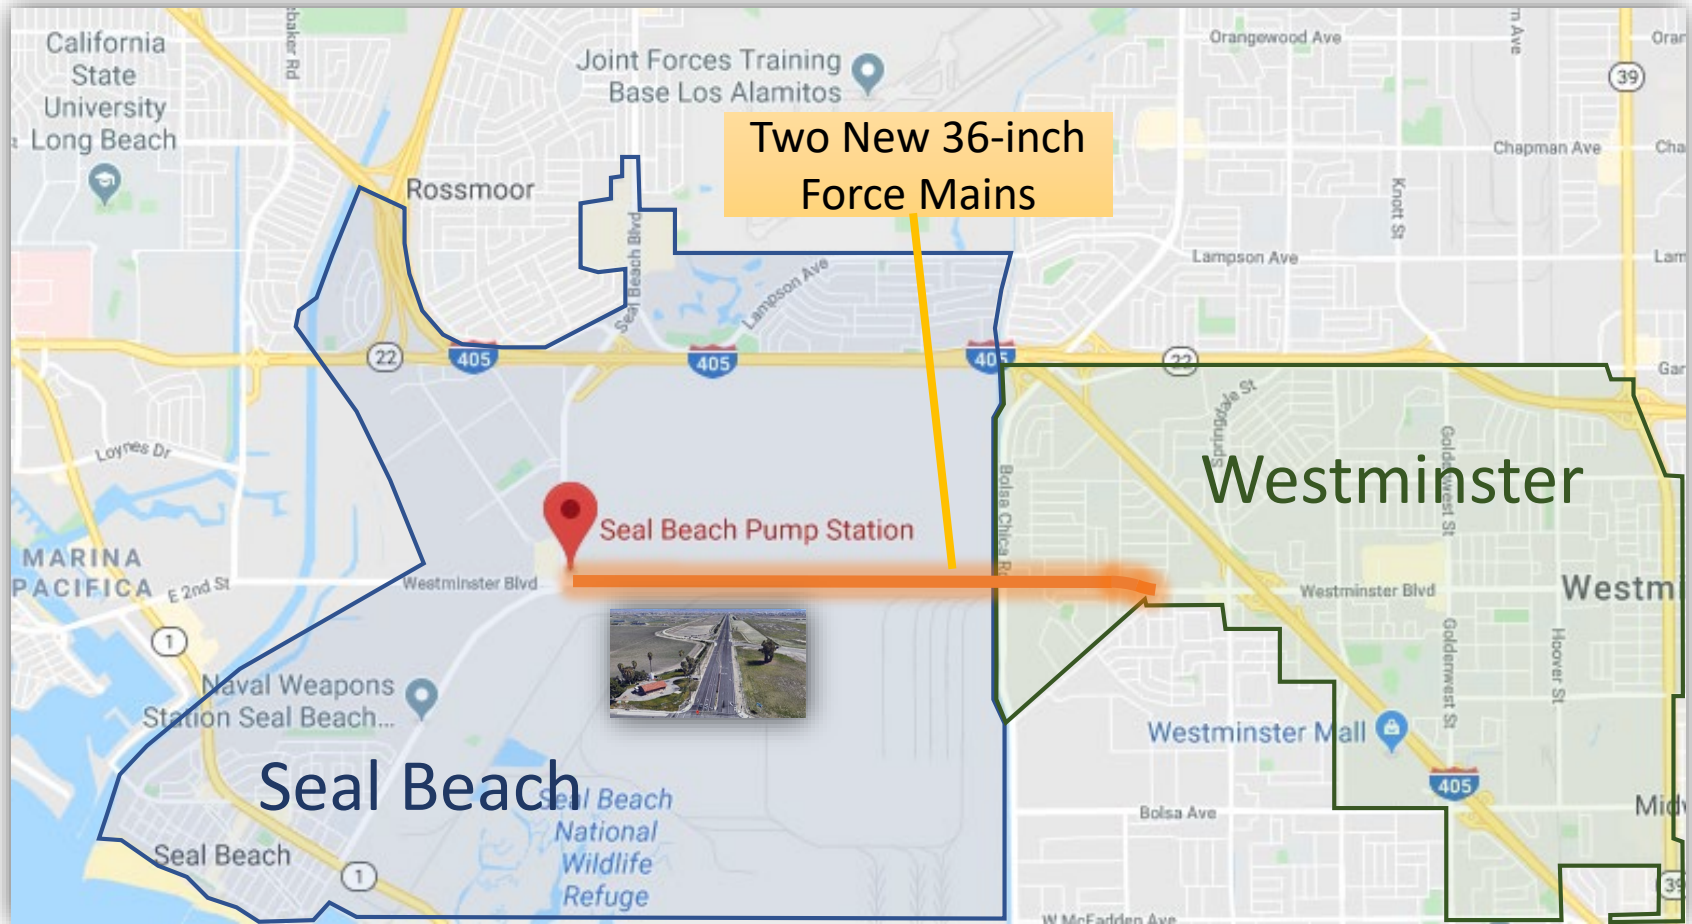 California
State
University
Long Beach
ebaker Rd
Joint Forces Training
Base Los Alamitos
Orangewood Ave
39
Chapman Ave
Two New 36-inch
Force Mains
Rossmoor
Seal Beach Blvd
Knott St
Lampson Ave
Lampson Ave
22
405
405
405
22
Springdale St
Goldenwest St
Loynes Dr
Westminster
Bolsa Chica Rd
Seal Beach Pump Station
MARINA
PACIFICA
E 2nd St
Westminster Blvd
Westminster Blvd
Westmi
1
Goldenwest St
Hoover St
Naval Weapons
Station Seal Beach...
Westminster Mall
405
Seal Beach
Seal Beach
National
Wildlife
Refuge
Bolsa Ave
Seal Beach
1
39
W McFadden Ave